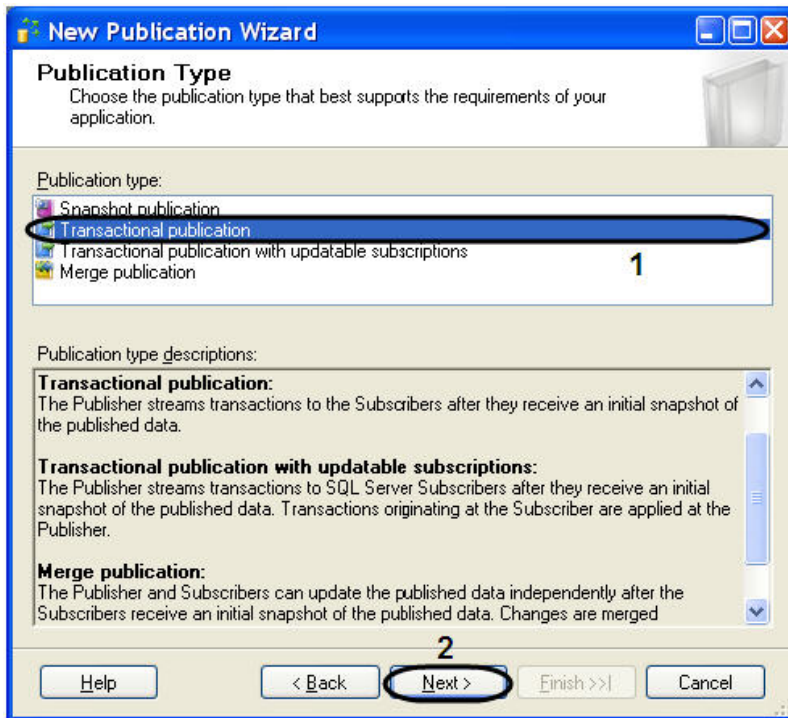 New Publication Wizard
Publication Type
Choose the publication type that best supports the requirements of your
application.
Publication type:
Snapshot publication
Transactional publication
Transactional publication with updatable subscriptions
1
Merge publication
Publication type descriptions:
Transactional publication:
The Publisher streams transactions to the Subscribers after they receive an initial snapshot of
the published data.
Transactional publication with updatable subscriptions:
The Publisher streams transactions to SQL Server Subscribers after they receive an initial
snapshot of the published data. Transactions originating at the Subscriber are applied at the
Publisher.
Merge publication:
The Publisher and Subscribers can update the published data independently after the
Subscribers receive an initial snapshot of the published data. Changes are merged
2
Help
< Back
Next >
Finish >>|
Cancel